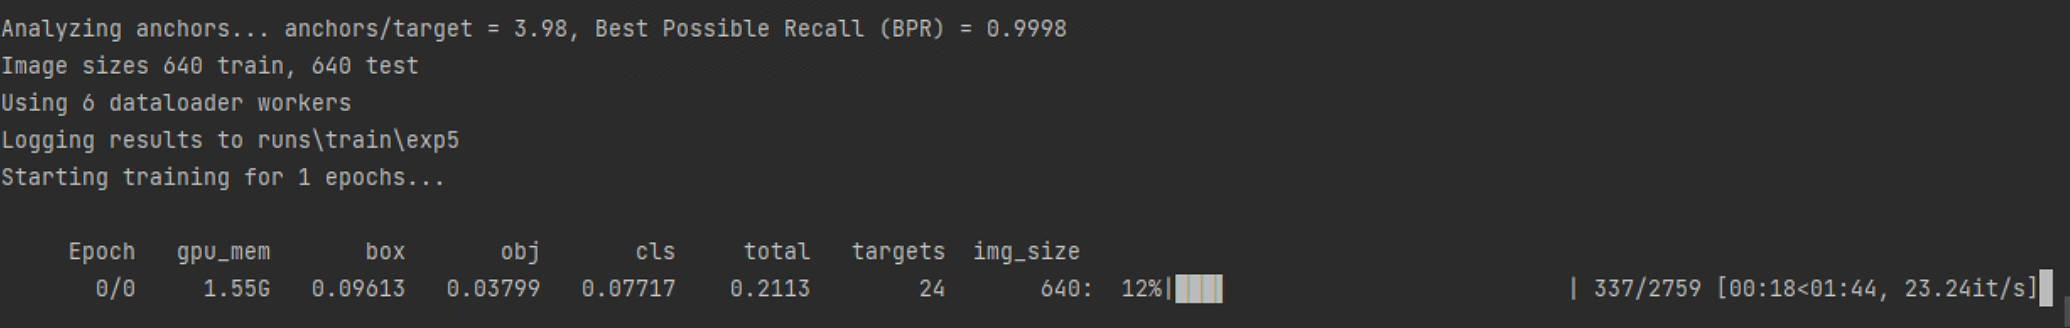 Analyzing anchors... anchors/target = 3.98, Best Possible Recall (BPR) = 0.9998
Image sizes 640 train, 640 test
Using 6 dataloader workers
Logging results to runs\train\exp5
Starting training for 1 epochs...
Epoch gpu_mem box obj cls total targets img_size
0/0 1.55G 0.09613 0.03799 0.07717 0.2113 24 640: 12%|████ | 337/2759 [00:18<01:44, 23.24it/s]